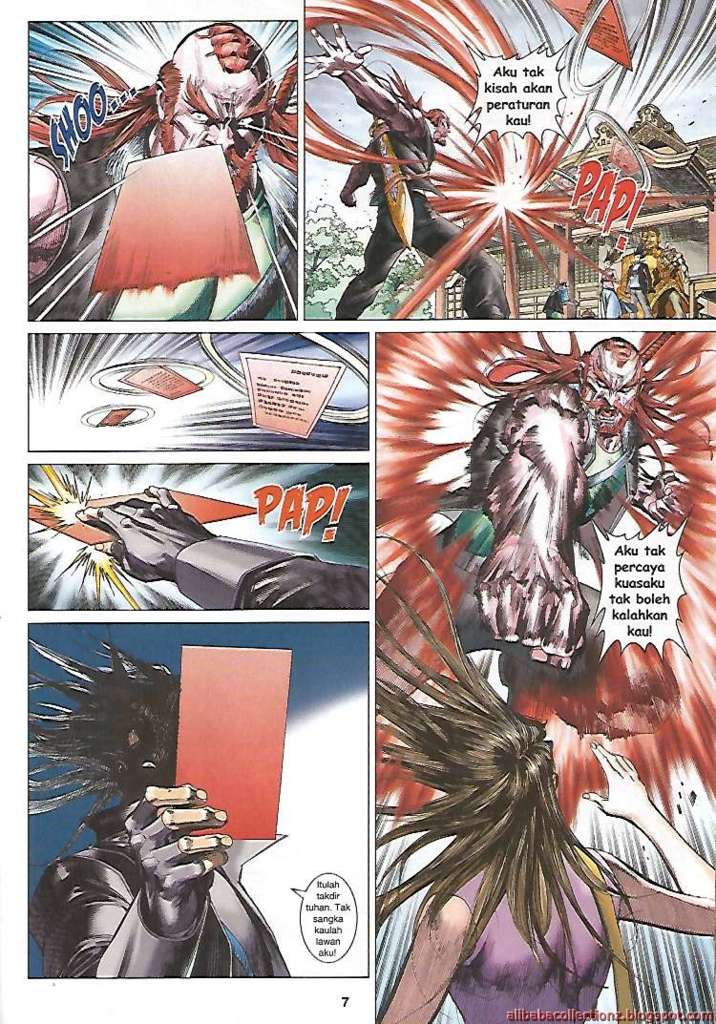 SHOO...
Aku tak
kisah akan
peraturan
kau!
PAP!
PAP!
Aku tak
percaya
kuasaku
tak boleh
kalahkan
kau!
Itulah
takdir
tuhan. Tak
sangka
kaulah
lawan
aku!
7
alibabacollectionz.blogspot.com